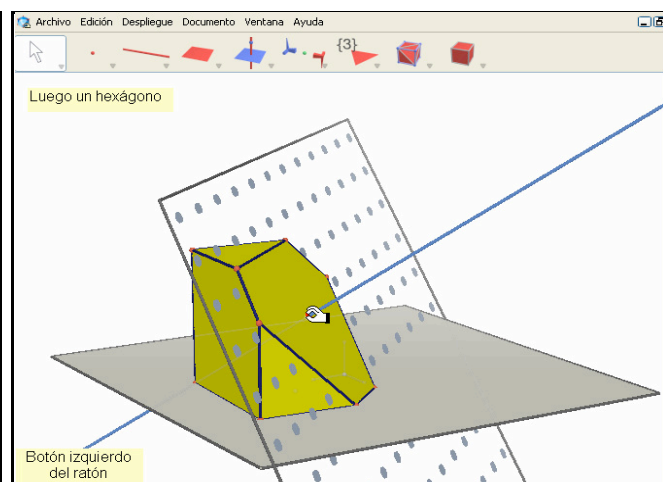 Archivo Edición Despliegue Documento Ventana Ayuda
{3}
Luego un hexágono
Botón izquierdo
del ratón